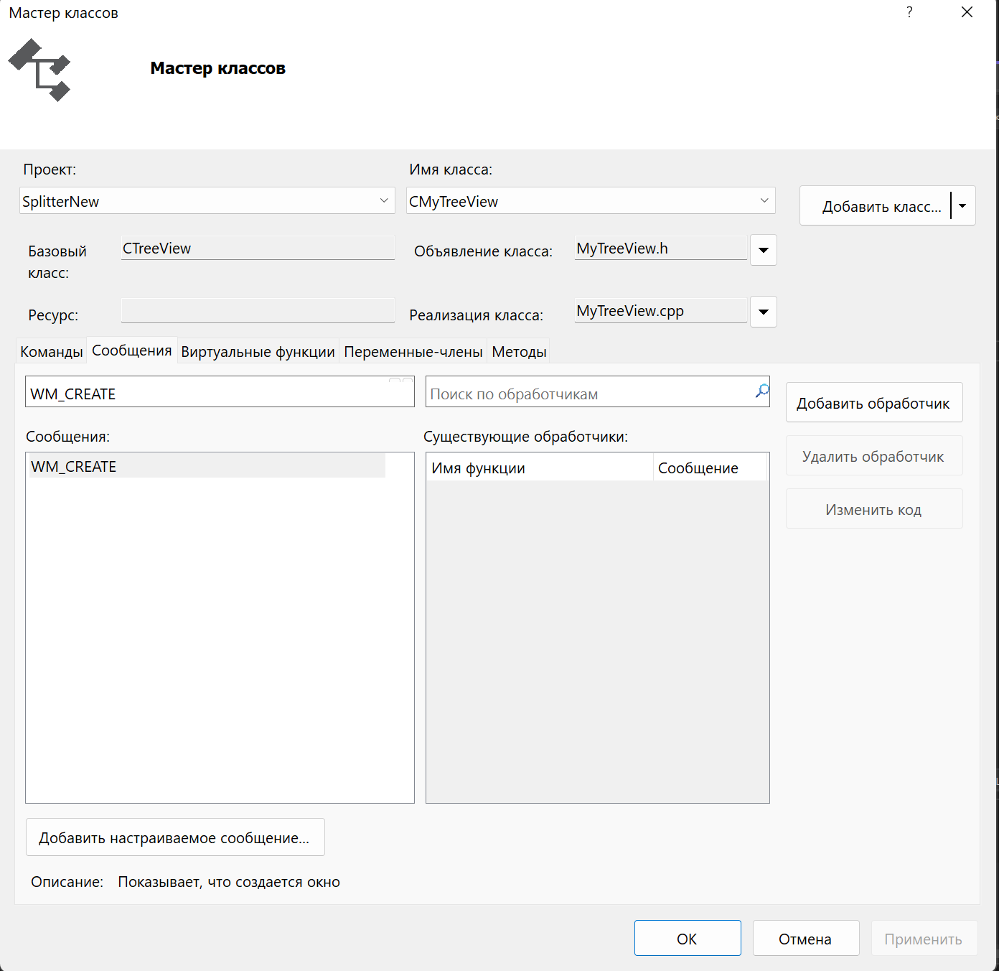 Мастер классов
?
Мастер классов
Проект:
Имя класса:
SplitterNew
CMyTreeView
Добавить класс...
Базовый класс:
CTreeView
Объявление класса:
MyTreeView.h
Ресурс:
Реализация класса:
MyTreeView.cpp
Команды
Сообщения
Виртуальные функции
Переменные-члены
Методы
WM_CREATE
Поиск по обработчикам
Добавить обработчик
Сообщения:
Существующие обработчики:
WM_CREATE
Имя функции
Сообщение
Удалить обработчик
Изменить код
Добавить настраиваемое сообщение...
Описание:
Показывает, что создается окно
ОК
Отмена
Применить